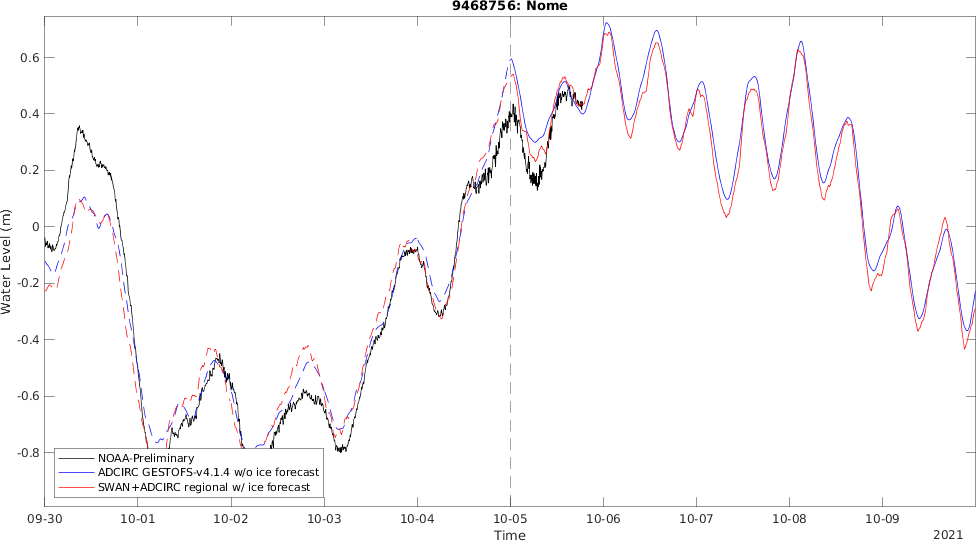 9468756: Nome
Water Level (m)
0.6
0.4
0.2
0
-0.2
-0.4
-0.6
-0.8
NOAA-Preliminary
ADCIRC GESTOFS-v4.1.4 w/o ice forecast
SWAN+ADCIRC regional w/ ice forecast
09-30 10-01 10-02 10-03 10-04 10-05 10-06 10-07 10-08 10-09
Time
2021